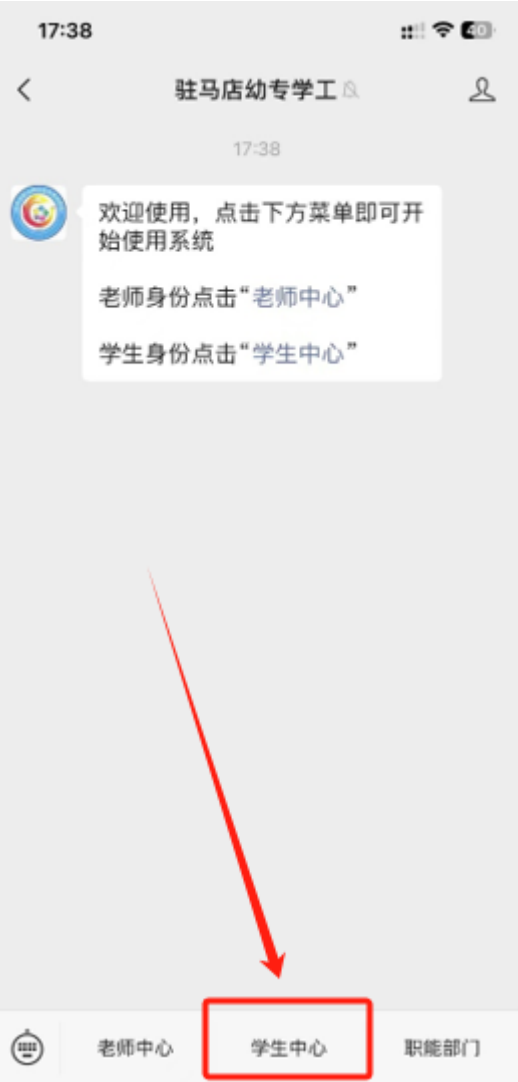 17:38
40
驻马店幼专学工
17:38
欢迎使用，点击下方菜单即可开
始使用系统
老师身份点击“老师中心”
学生身份点击“学生中心”
老师中心
学生中心
职能部门